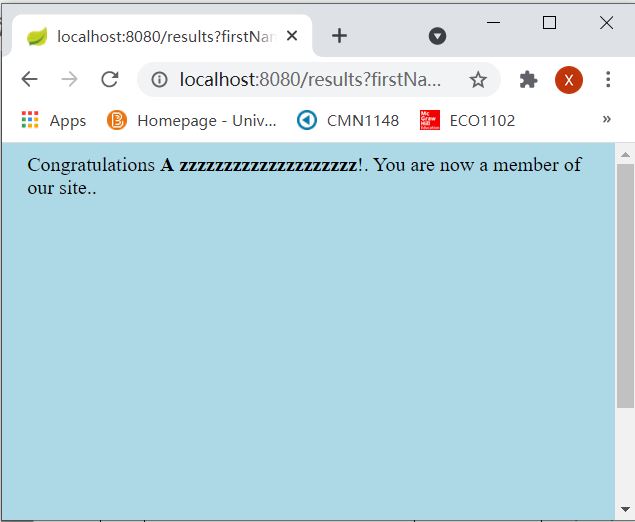 localhost:8080/results?firstNam
localhost:8080/results?firstNa...
X
Apps
Homepage - Univ...
CMN1148
Mc
Graw
Hill
Education
ECO1102
»
Congratulations A zzzzzzzzzzzzzzzzzzzz!. You are now a member of
our site..